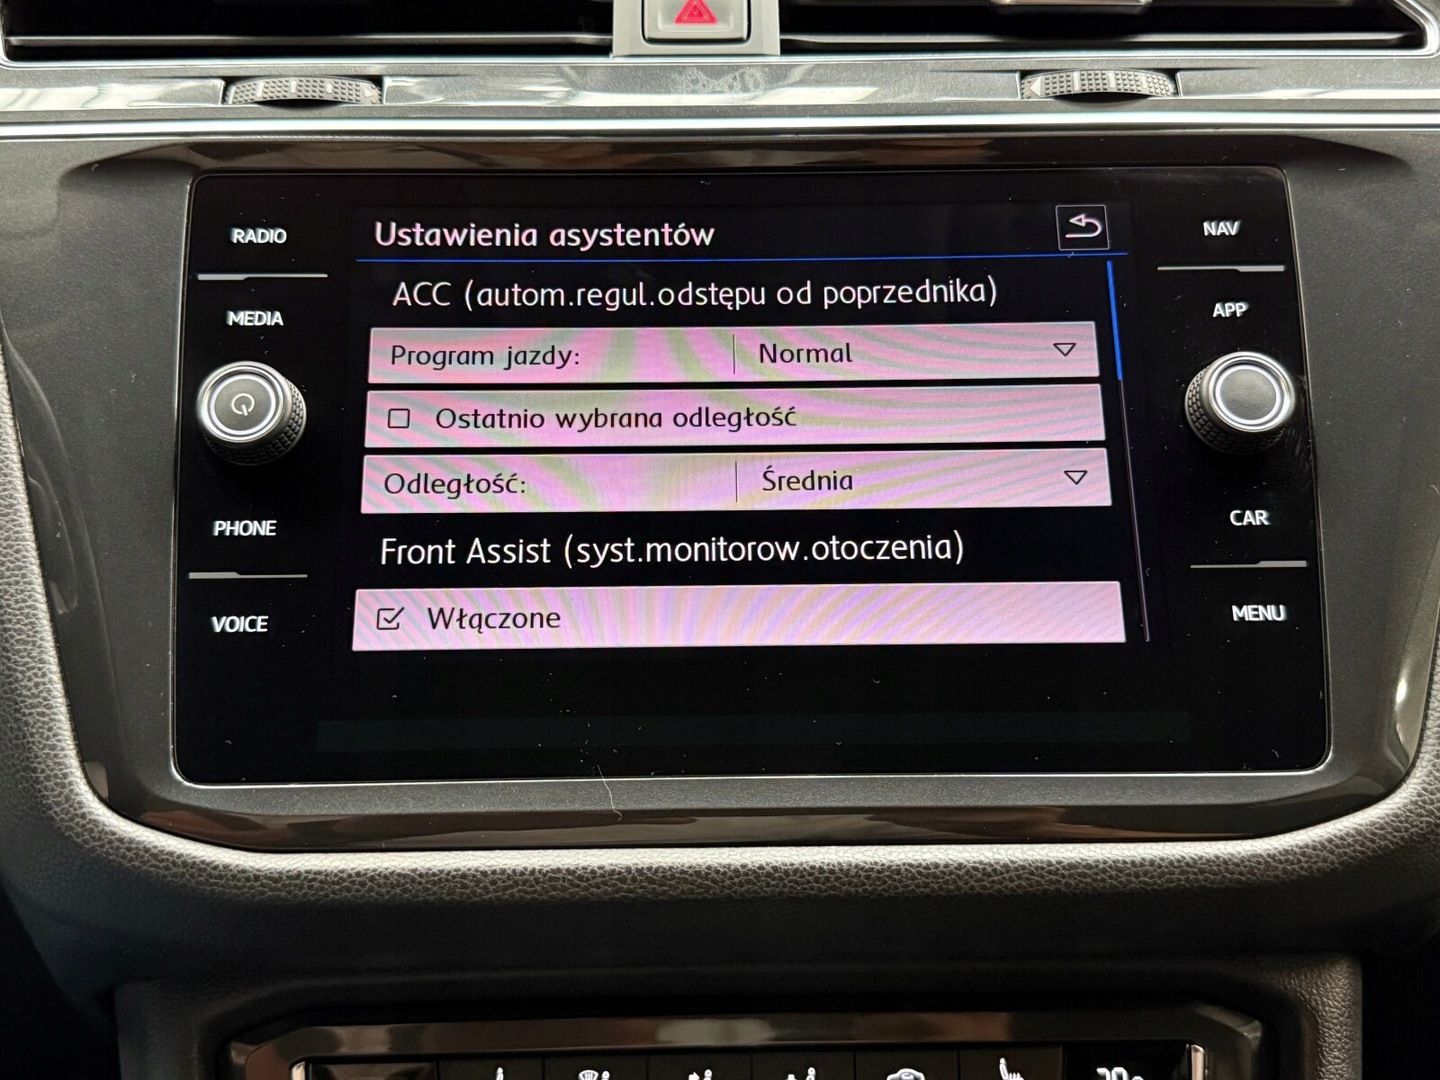 RADIO
MEDIA
PHONE
VOICE
Ustawienia asystentów
ACC (autom.regul.odstępu od poprzednika)
Program jazdy: Normal
Ostatnio wybrana odległość
Odległość: Średnia
Front Assist (syst.monitorow.otoczenia)
Włączone
NAV
APP
CAR
MENU